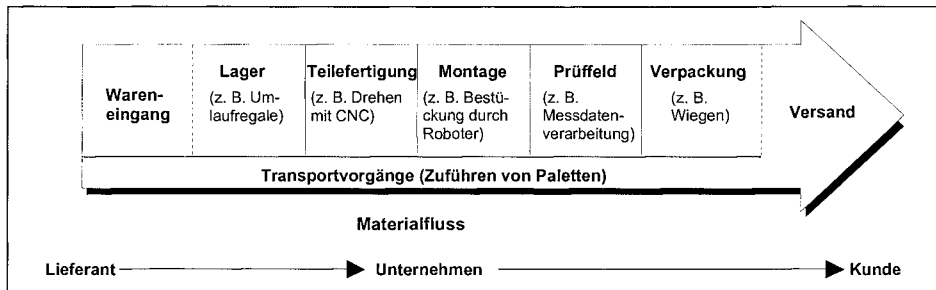 Waren-
eingang
Lager
(z. B. Um-
laufregale)
Teilefertigung
(z. B. Drehen
mit CNC)
Montage
(z. B. Bestü-
ckung durch
Roboter)
Prüffeld
(z. B.
Messdaten-
verarbeitung)
Verpackung
(z. B.
Wiegen)
Versand
Transportvorgänge (Zuführen von Paletten)
Materialfluss
Lieferant Unternehmen Kunde